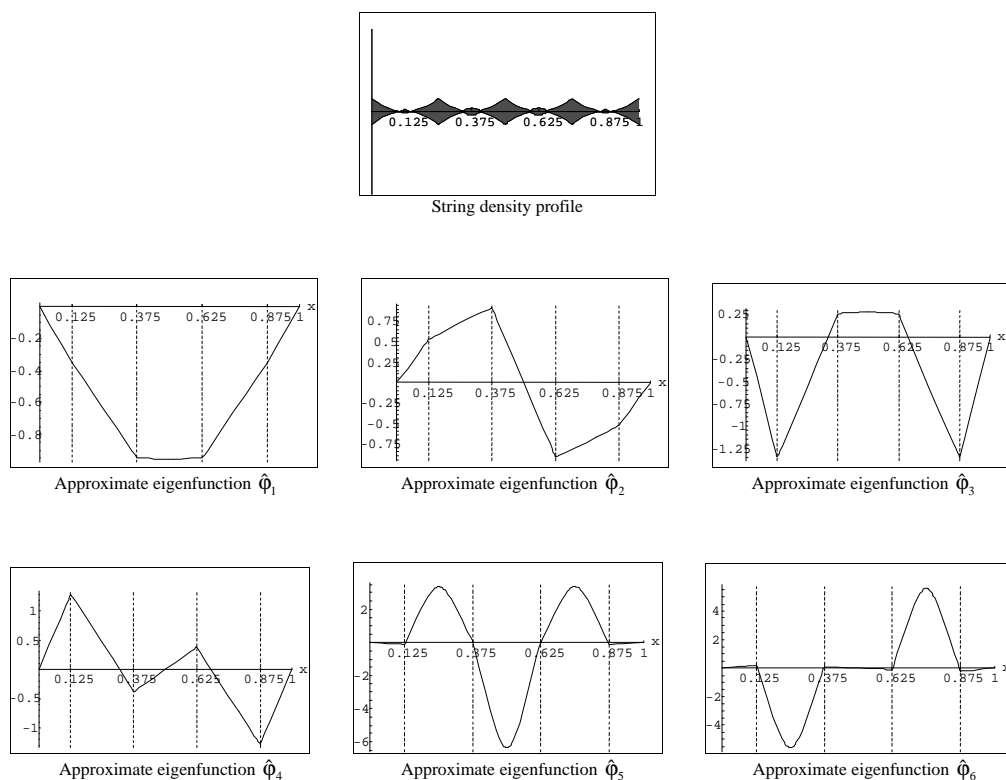 0.125 0.375 0.625 0.875 1
String density profile
x
0.125 0.375 0.625 0.875 1
-0.2
-0.4
-0.6
-0.8
Approximate eigenfunction φ̂1
0.75
0.5
0.25
x
0.125 0.375 0.625 0.875 1
-0.25
-0.5
-0.75
Approximate eigenfunction φ̂2
0.25
x
0.125 0.375 0.625 0.875 1
-0.25
-0.5
-0.75
-1
-1.25
Approximate eigenfunction φ̂3
1
0.5
x
0.125 0.375 0.625 0.875 1
-0.5
-1
Approximate eigenfunction φ̂4
2
x
0.125 0.375 0.625 0.875 1
-2
-4
-6
Approximate eigenfunction φ̂5
4
2
x
0.125 0.375 0.625 0.875 1
-2
-4
Approximate eigenfunction φ̂6